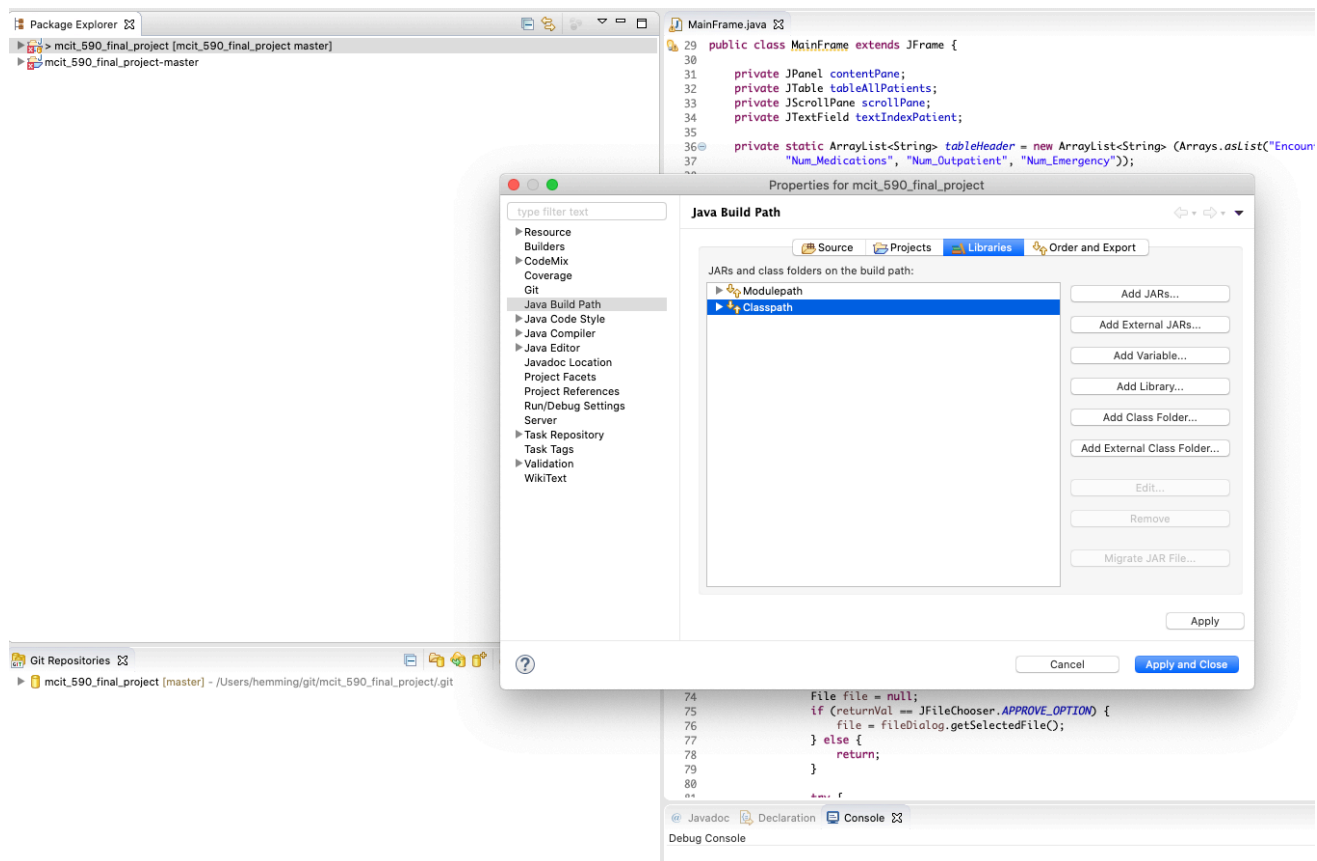 Package Explorer
> mcit_590_final_project [mcit_590_final_project master]
mcit_590_final_project-master
MainFrame.java
29 public class MainFrame extends JFrame {
30
31 private JPanel contentPane;
32 private JTable tableAllPatients;
33 private JScrollPane scrollPane;
34 private JTextField textIndexPatient;
35
36 private static ArrayList<String> tableHeader = new ArrayList<String> (Arrays.asList("Encoun
37 "Num_Medications", "Num_Outpatient", "Num_Emergency"));
Properties for mcit_590_final_project
type filter text
Resource
Builders
CodeMix
Coverage
Git
Java Build Path
Java Code Style
Java Compiler
Java Editor
Javadoc Location
Project Facets
Project References
Run/Debug Settings
Server
Task Repository
Task Tags
Validation
WikiText
Java Build Path
Source Projects Libraries Order and Export
JARs and class folders on the build path:
Modulepath
Classpath
Add JARs...
Add External JARs...
Add Variable...
Add Library...
Add Class Folder...
Add External Class Folder...
Edit...
Remove
Migrate JAR File...
Apply
Cancel Apply and Close
Git Repositories
mcit_590_final_project [master] - /Users/hemming/git/mcit_590_final_project/.git
74 File file = null;
75 if (returnVal == JFileChooser.APPROVE_OPTION) {
76 file = fileDialog.getSelectedFile();
77 } else {
78 return;
79 }
80
Javadoc Declaration Console
Debug Console